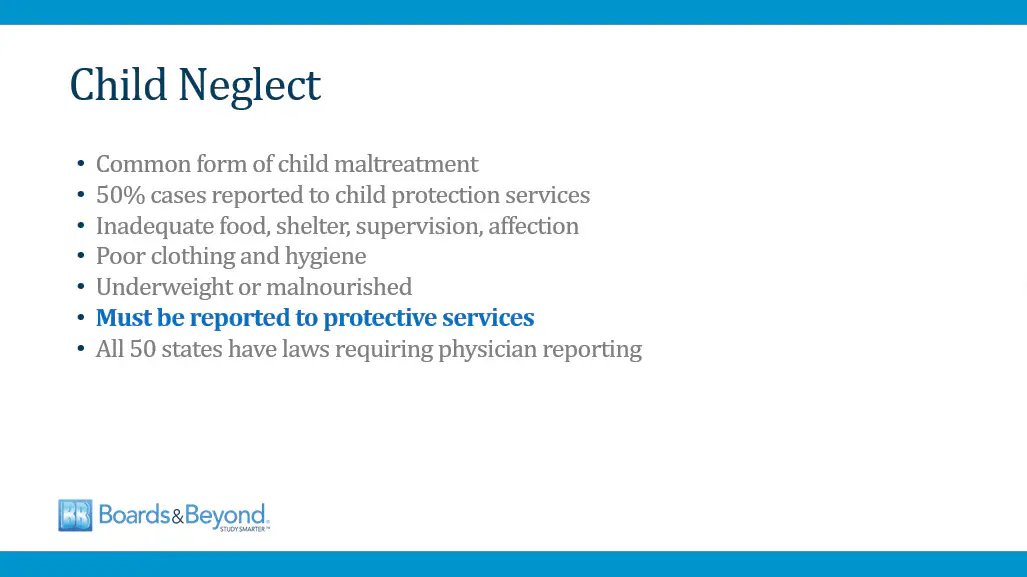 Child Neglect
• Common form of child maltreatment
• 50% cases reported to child protection services
• Inadequate food, shelter, supervision, affection
• Poor clothing and hygiene
• Underweight or malnourished
• Must be reported to protective services
• All 50 states have laws requiring physician reporting
BB Boards&Beyond®
STUDY SMARTER™